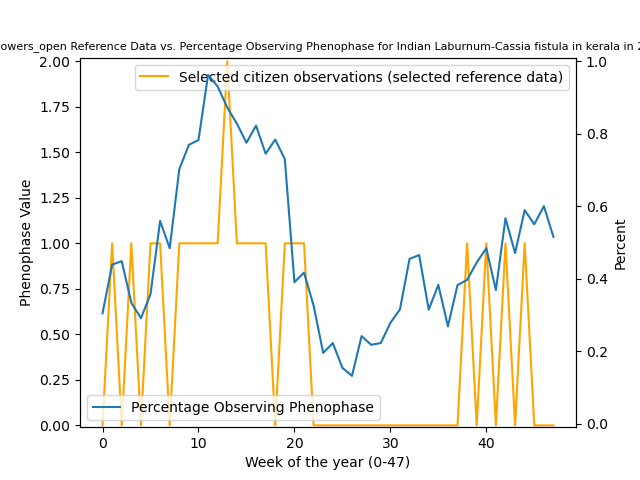 owers_open Reference Data vs. Percentage Observing Phenophase for Indian Laburnum-Cassia fistula in kerala in 2
Selected citizen observations (selected reference data)
Percentage Observing Phenophase
Phenophase Value
2.00
1.75
1.50
1.25
1.00
0.75
0.50
0.25
0.00
1.0
0.8
0.6
0.4
0.2
0.0
Percent
0 10 20 30 40
Week of the year (0-47)